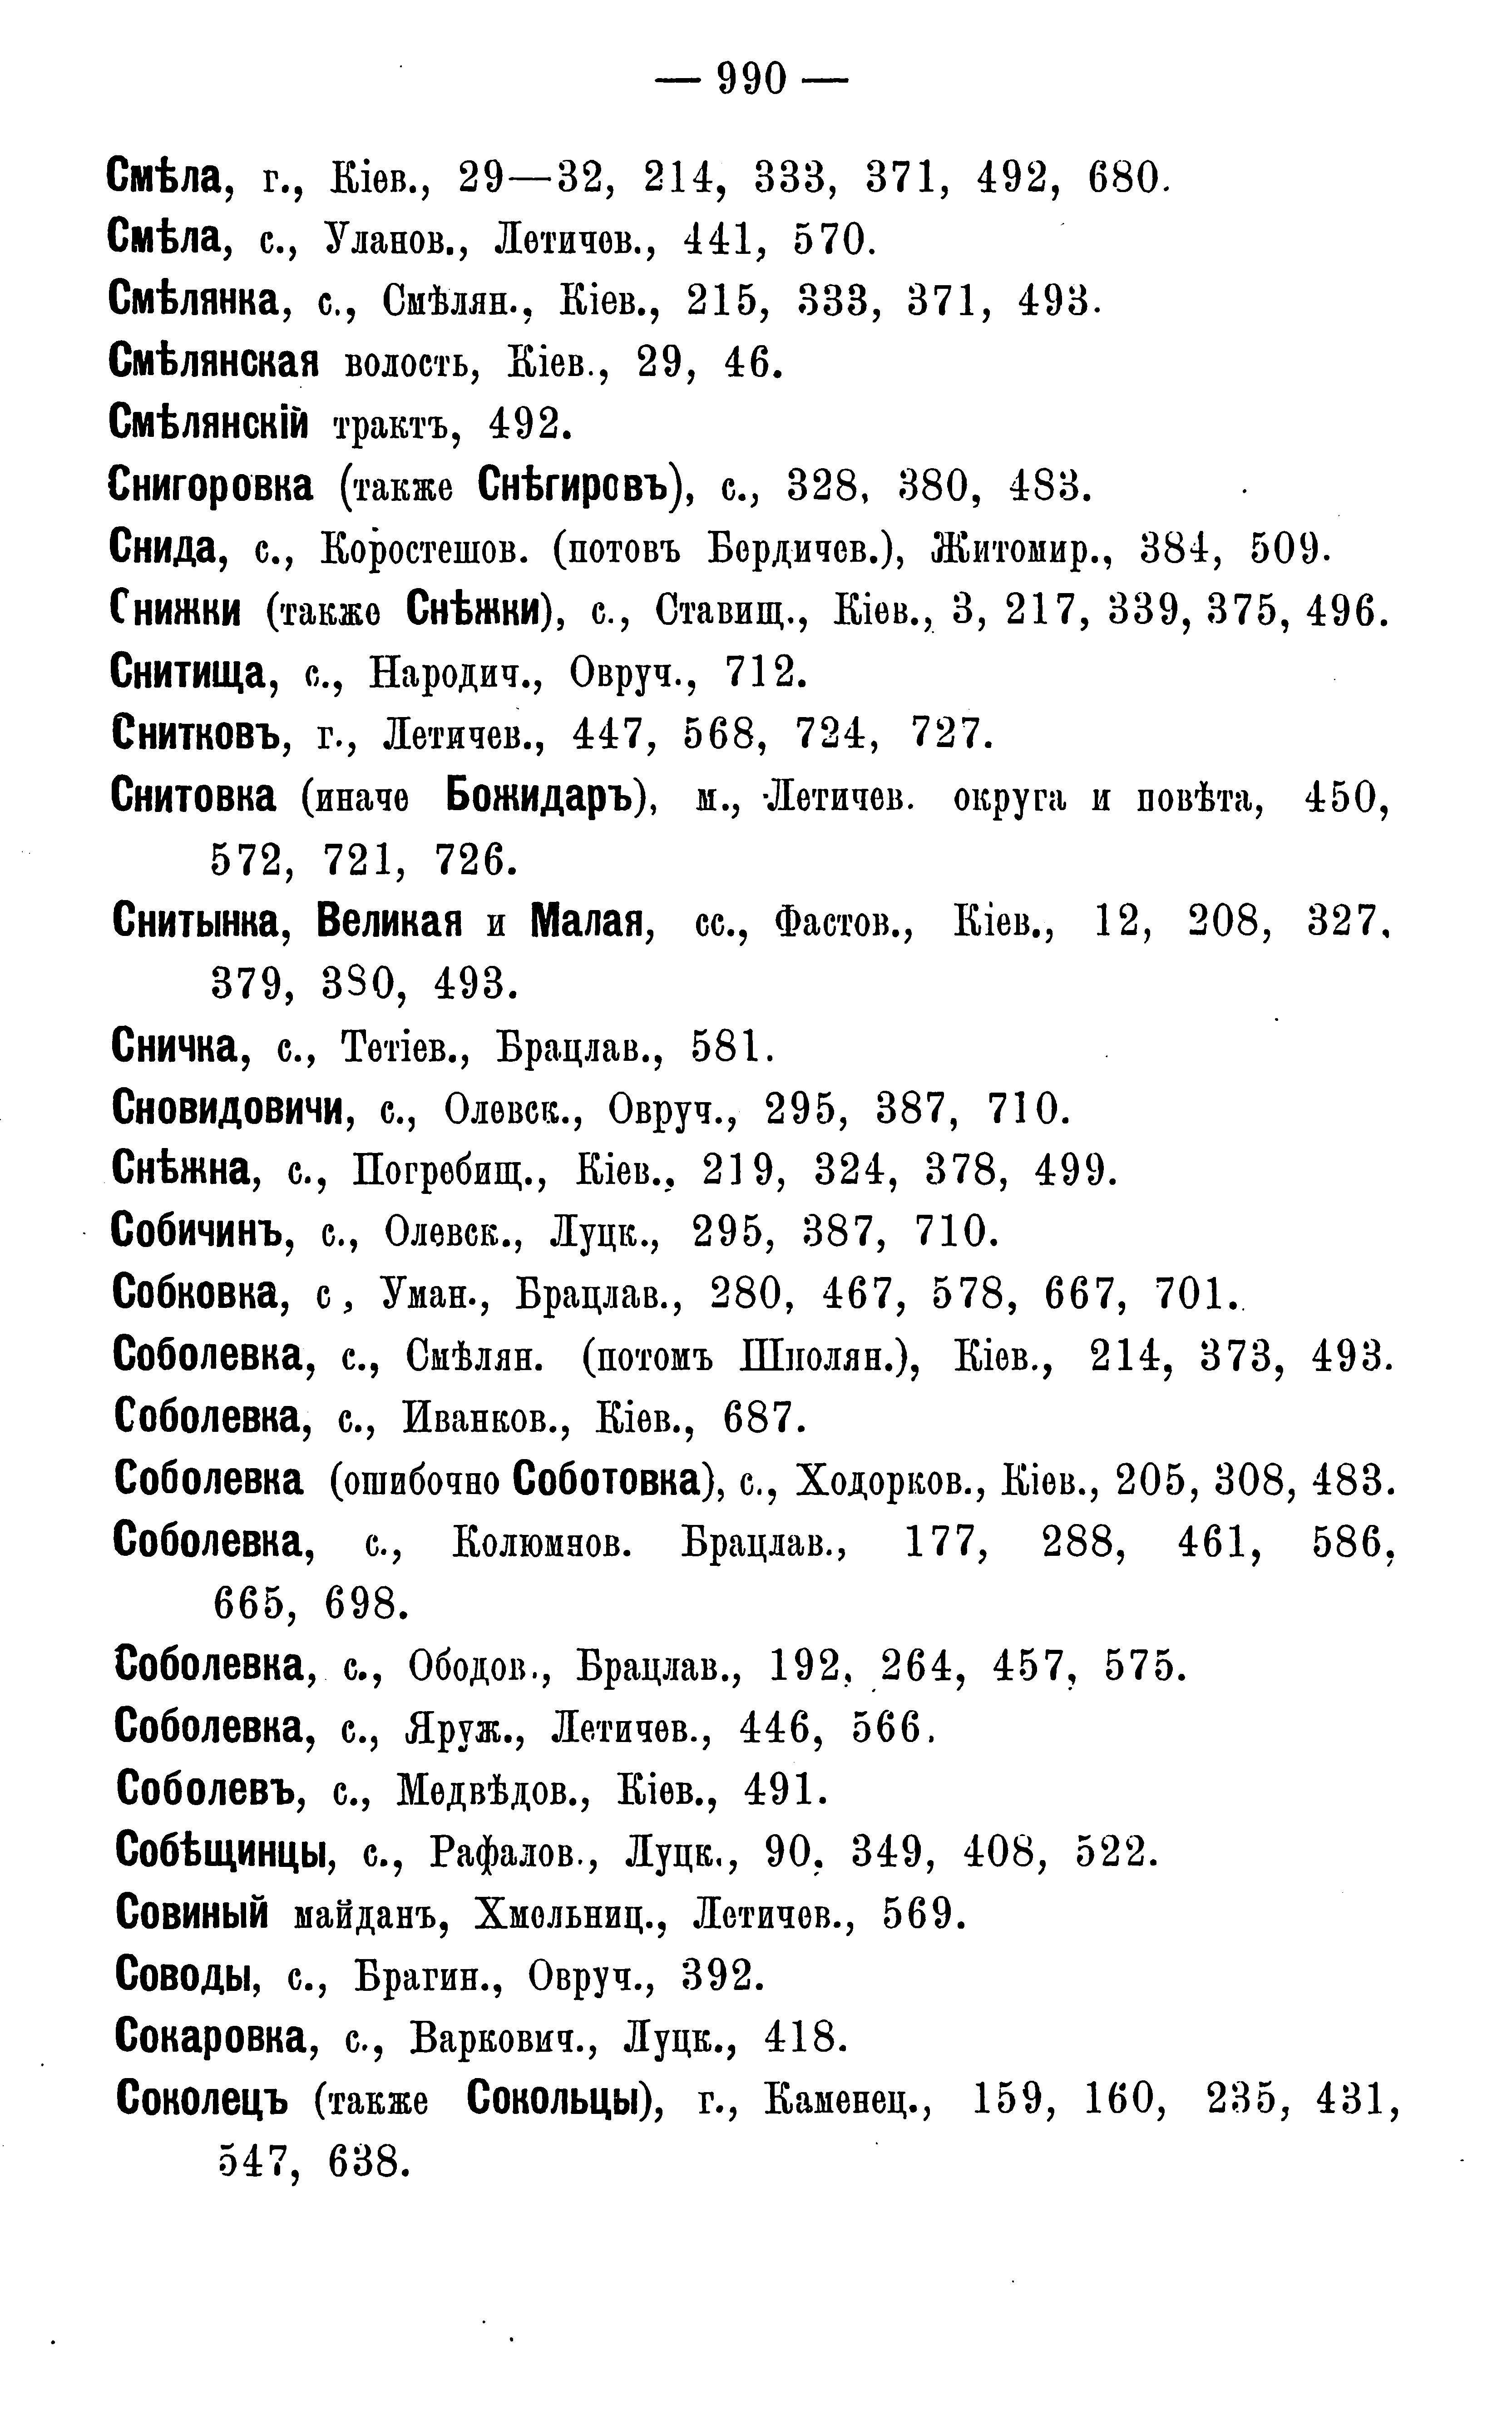 — 990 —
Смѣла, г., Кіев., 29—32, 214, 333, 371, 492, 680.
Смѣла, с., Уланов., Летичев., 441, 570.
Смѣлянка, с., Смѣлян., Кіев., 215, 333, 371, 493.
Смѣлянская волость, Кіев., 29, 46.
Смѣлянскій трактъ, 492.
Снигоровка (также Снѣгировъ), с., 328, 380, 483.
Снида, с., Коростешов. (потовъ Бердичев.), Житомир., 384, 509.
Снижки (также Снѣжки), с., Ставищ., Кіев., 3, 217, 339, 375, 496.
Снитища, с., Народич., Овруч., 712.
Снитковъ, г., Летичев., 447, 568, 724, 727.
Снитовка (иначе Божидаръ), м., Летичев. округа и повѣта, 450,
572, 721, 726.
Снитынка, Великая и Малая, сс., Фастов., Кіев., 12, 208, 327,
379, 380, 493.
Сничка, с., Тетіев., Брацлав., 581.
Сновидовичи, с., Олевск., Овруч., 295, 387, 710.
Снѣжна, с., Погребищ., Кіев., 219, 324, 378, 499.
Собичинъ, с., Олевск., Луцк., 295, 387, 710.
Собковка, с, Уман., Брацлав., 280, 467, 578, 667, 701.
Соболевка, с., Смѣлян. (потомъ Шполян.), Кіев., 214, 373, 493.
Соболевка, с., Иванков., Кіев., 687.
Соболевка (ошибочно Соботовка), с., Ходорков., Кіев., 205, 308, 483.
Соболевка, с., Колюмнов. Брацлав., 177, 288, 461, 586,
665, 698.
Соболевка, с., Ободов., Брацлав., 192, 264, 457, 575.
Соболевка, с., Яруж., Летичев., 446, 566.
Соболевъ, с., Медвѣдов., Кіев., 491.
Собѣщинцы, с., Рафалов., Луцк., 90, 349, 408, 522.
Совиный майданъ, Хмельниц., Летичев., 569.
Соводы, с., Брагин., Овруч., 392.
Сокаровка, с., Варкович., Луцк., 418.
Соколецъ (также Сокольцы), г., Каменец., 159, 160, 235, 431,
547, 638.